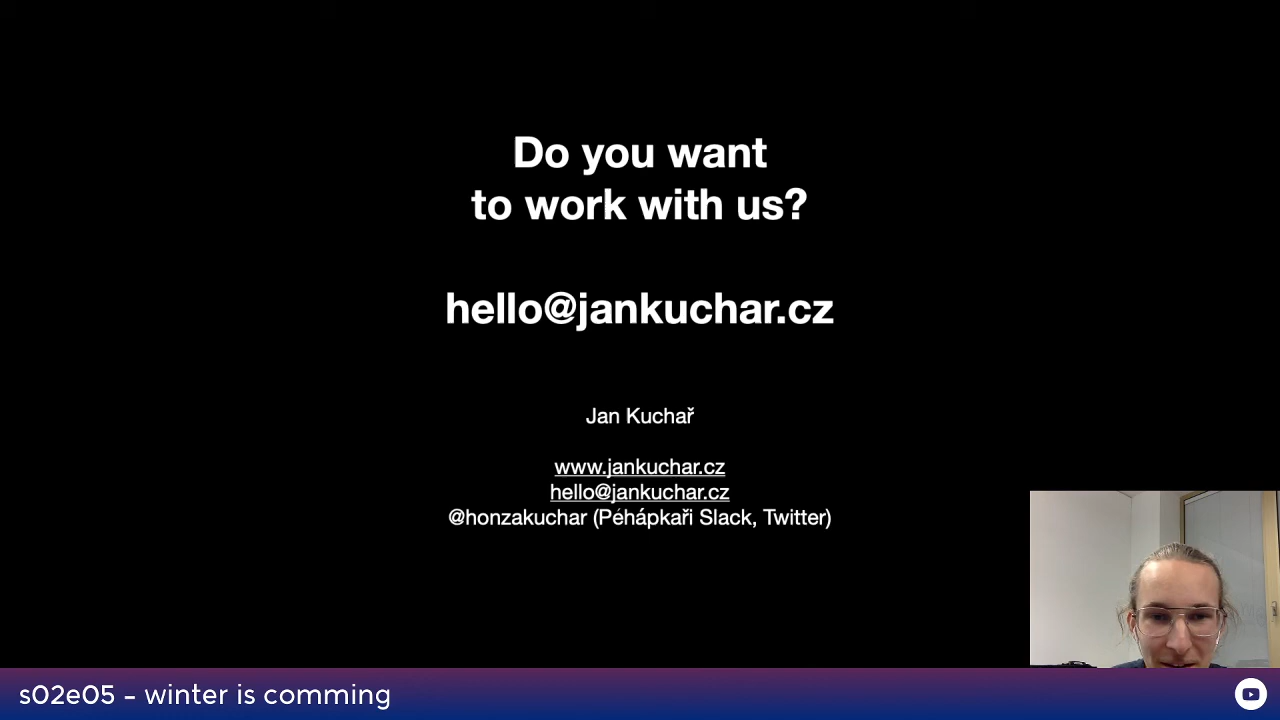 Do you want
to work with us?
hello@jankuchar.cz
Jan Kuchař
www.jankuchar.cz
hello@jankuchar.cz
@honzakuchar (Péhápkaři Slack, Twitter)
s02e05 - winter is comming